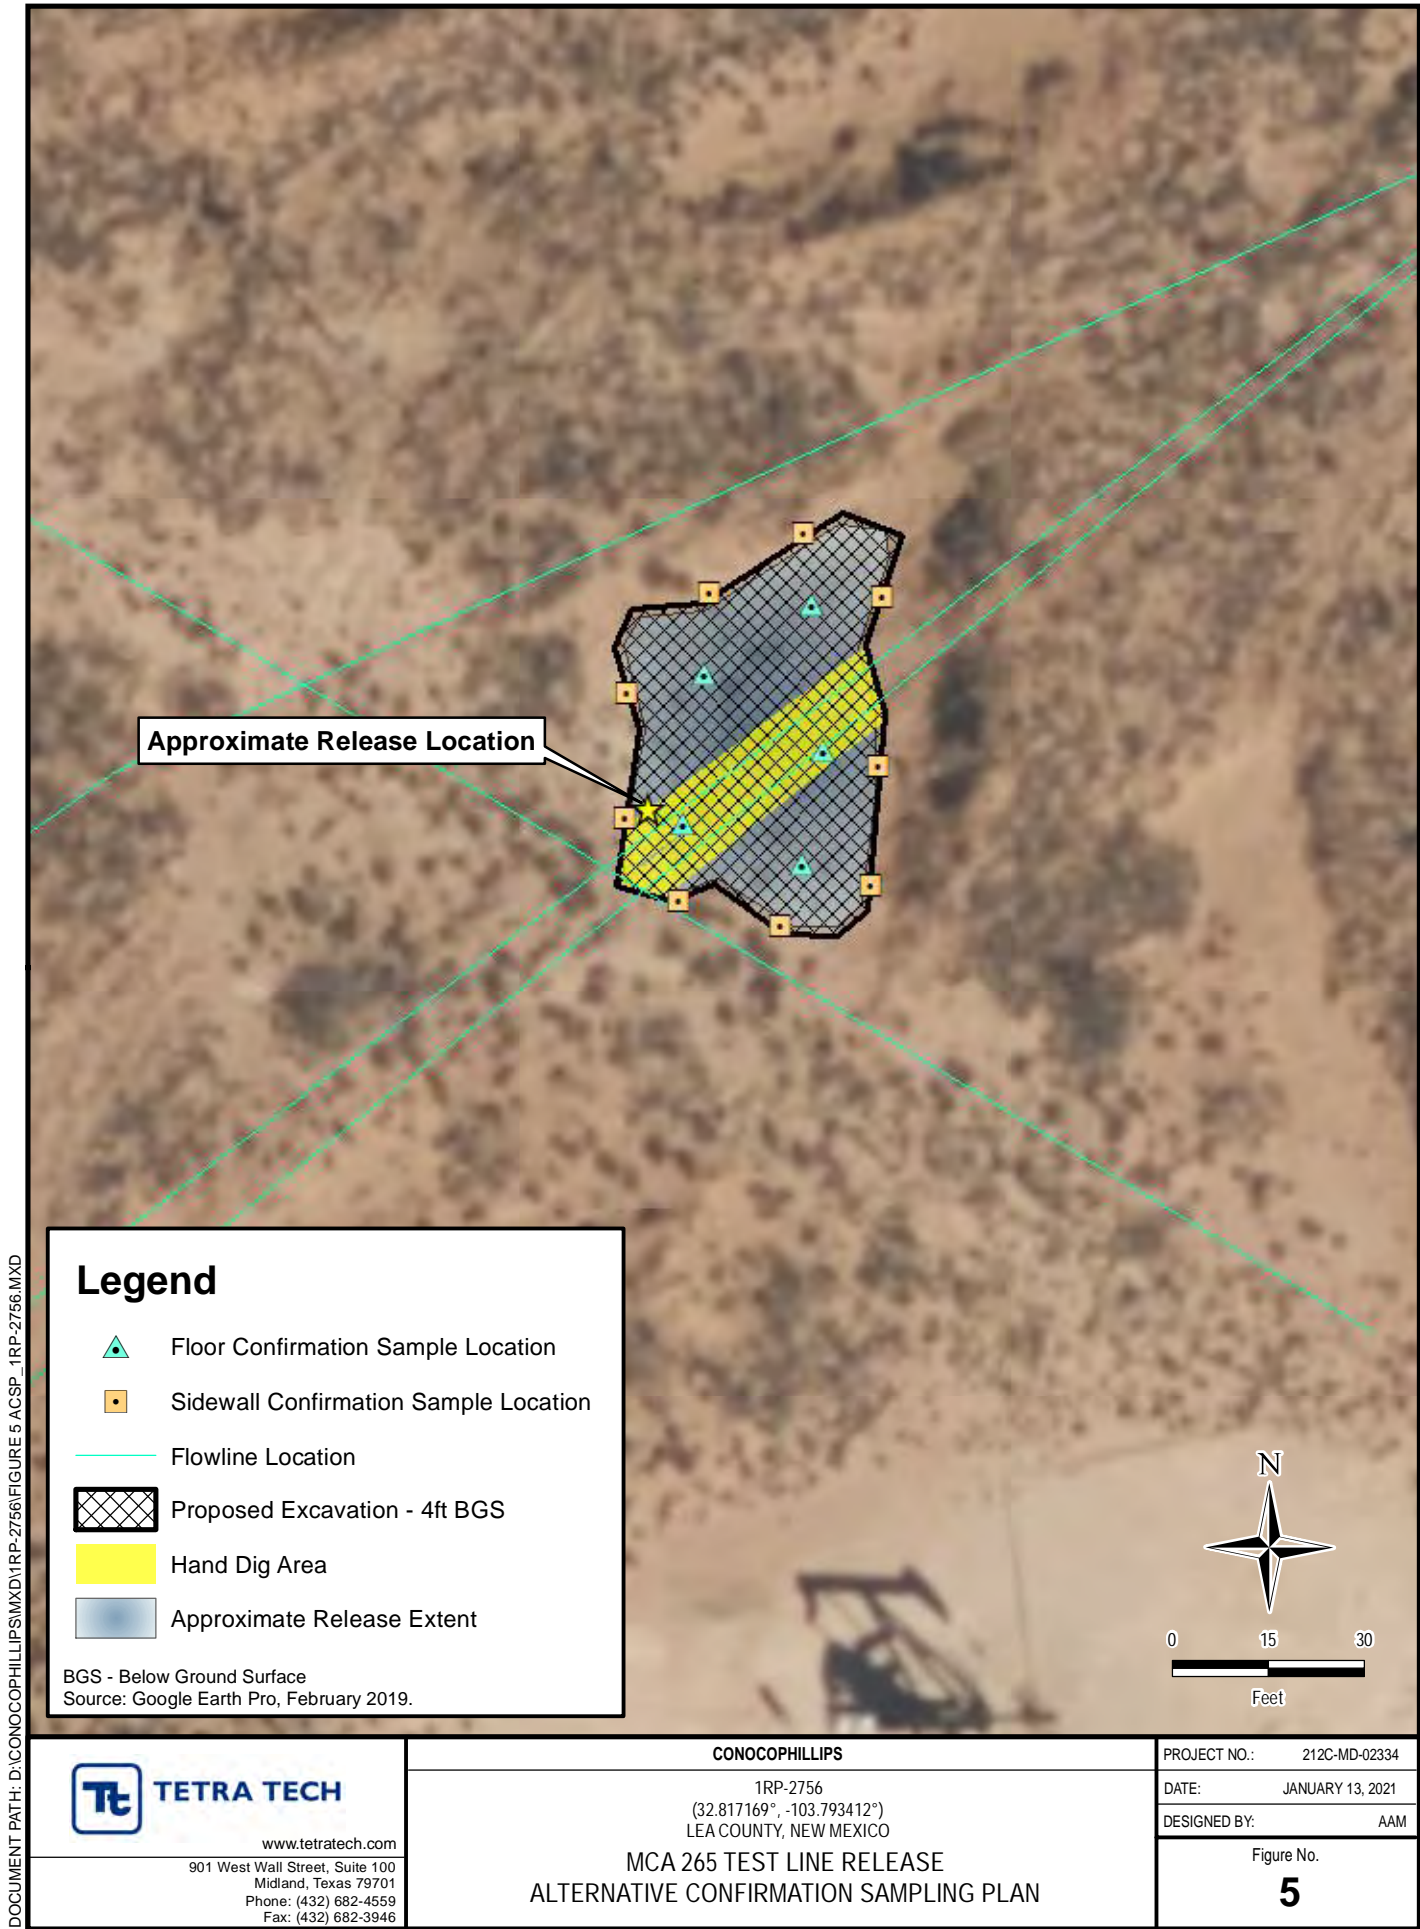 Approximate Release Location
Legend
Floor Confirmation Sample Location
Sidewall Confirmation Sample Location
Flowline Location
Proposed Excavation - 4ft BGS
Hand Dig Area
Approximate Release Extent
BGS - Below Ground Surface
Source: Google Earth Pro, February 2019.
N
0 15 30
Feet
DOCUMENT PATH: D:\CONOCOPHILLIPS\MXD\1RP-2756\FIGURE 5 ACSP_1RP-2756.MXD
Tt TETRA TECH
www.tetratech.com
901 West Wall Street, Suite 100
Midland, Texas 79701
Phone: (432) 682-4559
Fax: (432) 682-3946
CONOCOPHILLIPS
1RP-2756
(32.817169°, -103.793412°)
LEA COUNTY, NEW MEXICO
MCA 265 TEST LINE RELEASE
ALTERNATIVE CONFIRMATION SAMPLING PLAN
PROJECT NO.: 212C-MD-02334
DATE: JANUARY 13, 2021
DESIGNED BY: AAM
Figure No.
5